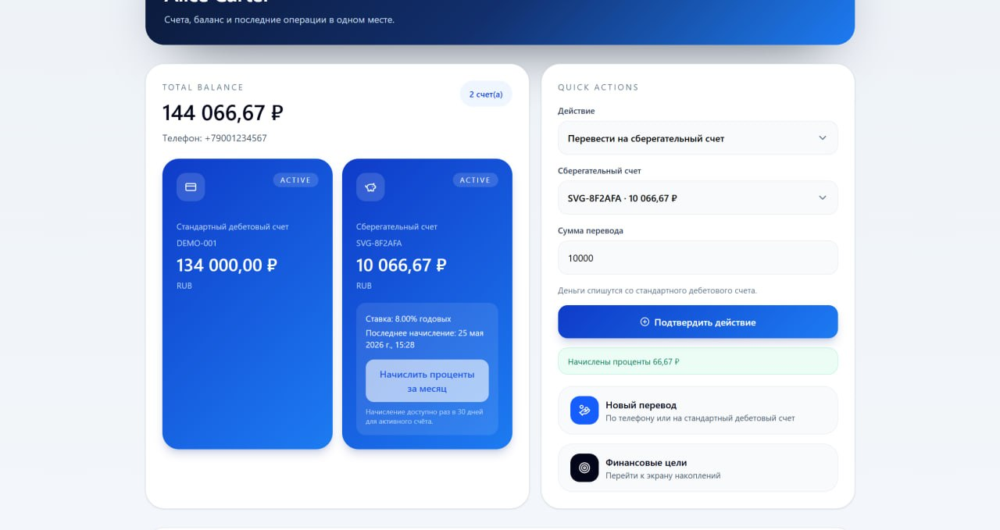 Alice Carter
Счета, баланс и последние операции в одном месте.
TOTAL BALANCE
144 066,67 ₽
Телефон: +79001234567
2 счет(а)
ACTIVE
Стандартный дебетовый счет
DEMO-001
134 000,00 ₽
RUB
ACTIVE
Сберегательный счет
SVG-8F2AFA
10 066,67 ₽
RUB
Ставка: 8.00% годовых
Последнее начисление: 25 мая
2026 г., 15:28
Начислить проценты
за месяц
Начисление доступно раз в 30 дней
для активного счёта.
QUICK ACTIONS
Действие
Перевести на сберегательный счет
Сберегательный счет
SVG-8F2AFA · 10 066,67 ₽
Сумма перевода
10000
Деньги спишутся со стандартного дебетового счета.
Подтвердить действие
Начислены проценты 66,67 ₽
Новый перевод
По телефону или на стандартный дебетовый счет
Финансовые цели
Перейти к экрану накоплений